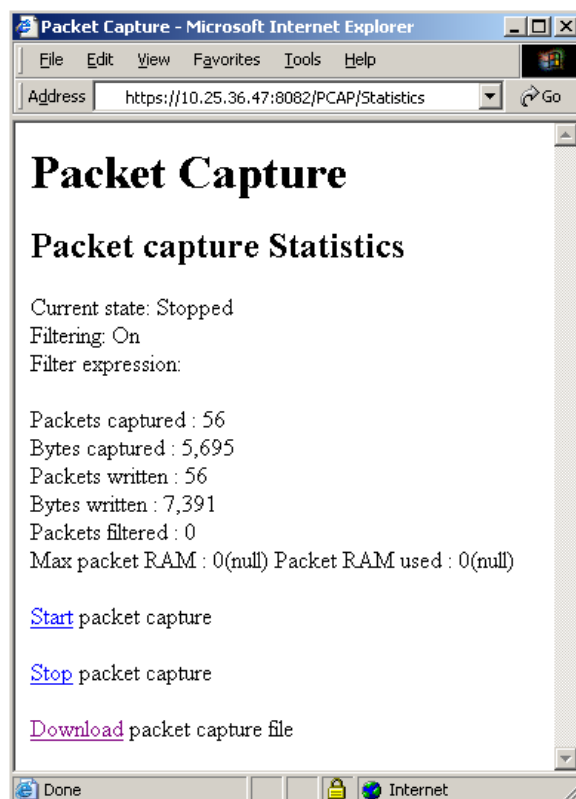 Packet Capture - Microsoft Internet Explorer
File Edit View Favorites Tools Help
Address https://10.25.36.47:8082/PCAP/Statistics Go
Packet Capture
Packet capture Statistics
Current state: Stopped
Filtering: On
Filter expression:
Packets captured : 56
Bytes captured : 5,695
Packets written : 56
Bytes written : 7,391
Packets filtered : 0
Max packet RAM : 0(null) Packet RAM used : 0(null)
Start packet capture
Stop packet capture
Download packet capture file
Done Internet